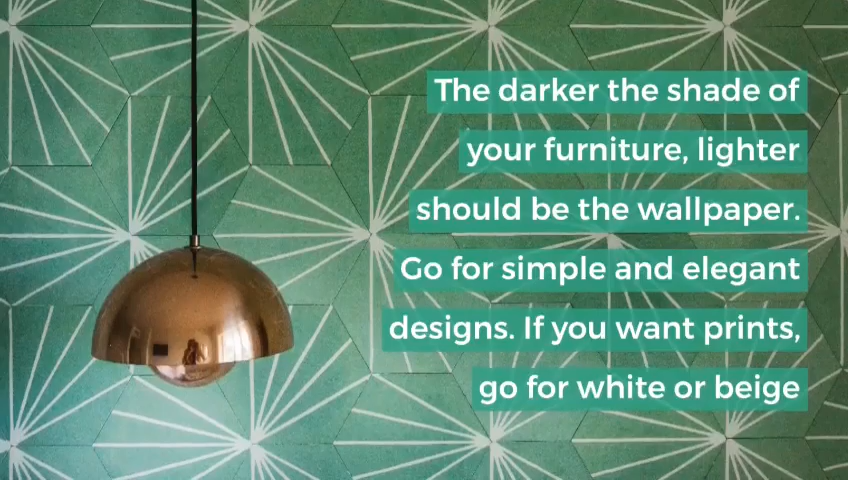 The darker the shade of
your furniture, lighter
should be the wallpaper.
Go for simple and elegant
designs. If you want prints,
go for white or beige